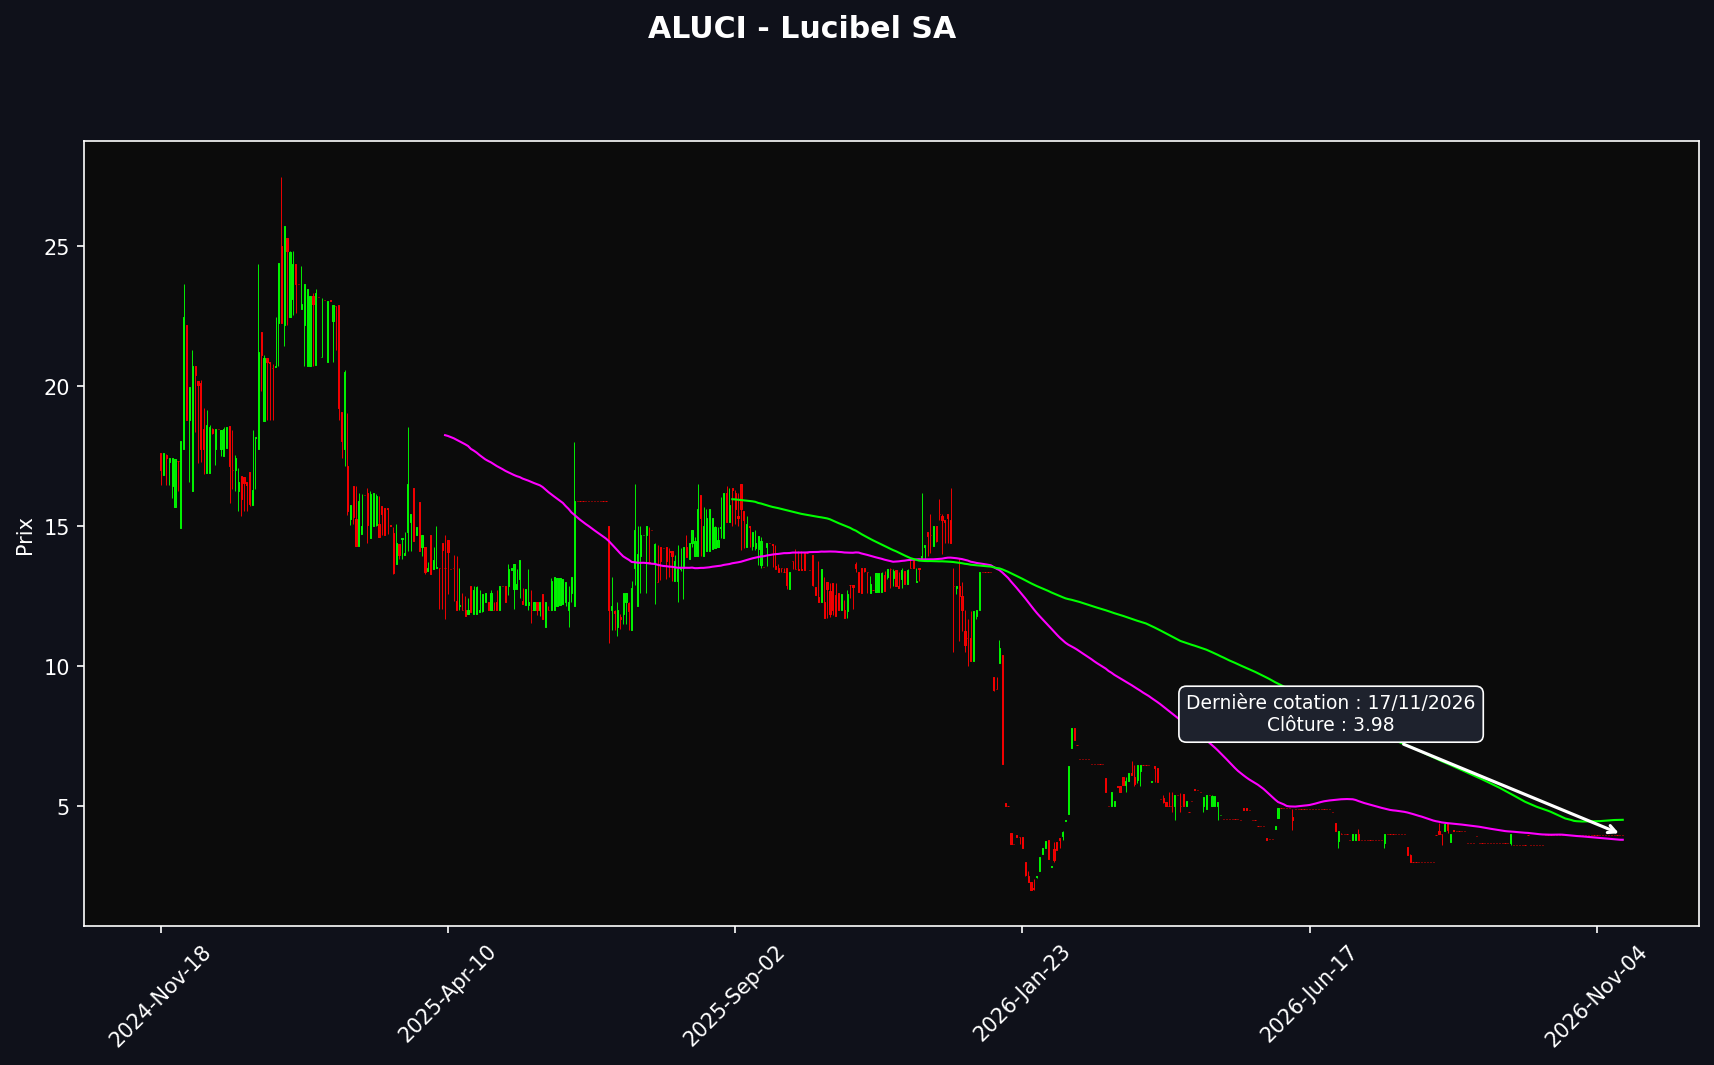 ALUCI - Lucibel SA
Prix
25
20
15
10
5
Dernière cotation : 17/11/2026
Clôture : 3.98
2024-Nov-18
2025-Apr-10
2025-Sep-02
2026-Jan-23
2026-Jun-17
2026-Nov-04